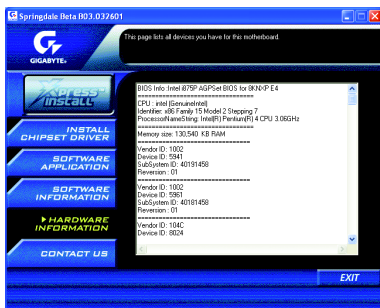 Springdale Beta B03.032601
GIGABYTE
This page lists all devices you have for this motherboard.
Xpress™
INSTALL
INSTALL
CHIPSET DRIVER
SOFTWARE
APPLICATION
SOFTWARE
INFORMATION
HARDWARE
INFORMATION
CONTACT US
BIOS Info :Intel i875P AGPSet BIOS for 8KNXP E4
==================================
CPU : intel [GenuineIntel]
Identifier: x86 Family 15 Model 2 Stepping 7
ProcessorNameString: Intel(R) Pentium(R) 4 CPU 3.06GHz
==================================
Memory size: 130,540 KB RAM
==================================
Vendor ID: 1002
Device ID: 5941
SubSystem ID: 40191458
Reversion : 01
==================================
Vendor ID: 1002
Device ID: 5961
SubSystem ID: 40181458
Reversion : 01
==================================
Vendor ID: 104C
Device ID: 8024
EXIT